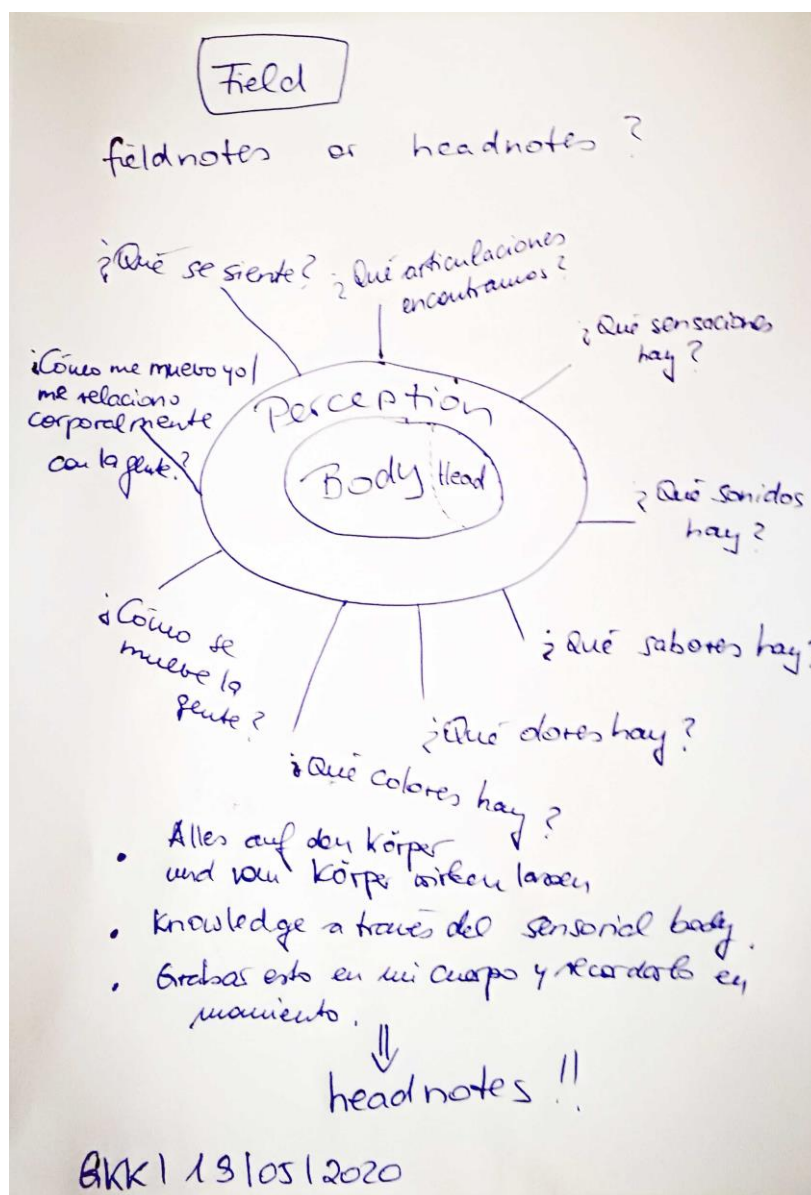 Field
fieldnotes or headnotes?
¿Qué se siente?
¿Qué articulaciones
encontramos?
¿Qué sensaciones
hay?
¿Cómo me muevo yo/
me relaciono
corporalmente
con la gente?
Perception
Body Head
¿Qué sonidos
hay?
¿Cómo se
mueve la
gente?
¿Qué sabores hay?
¿Qué olores hay?
¿Qué colores hay?
• Alles auf den Körper
und vom Körper wirken lassen
• Knowledge a través del sensorial body.
• Grabar esto en mi cuerpo y recordarlo en
movimiento.
⇓
headnotes!!
19/05/2020